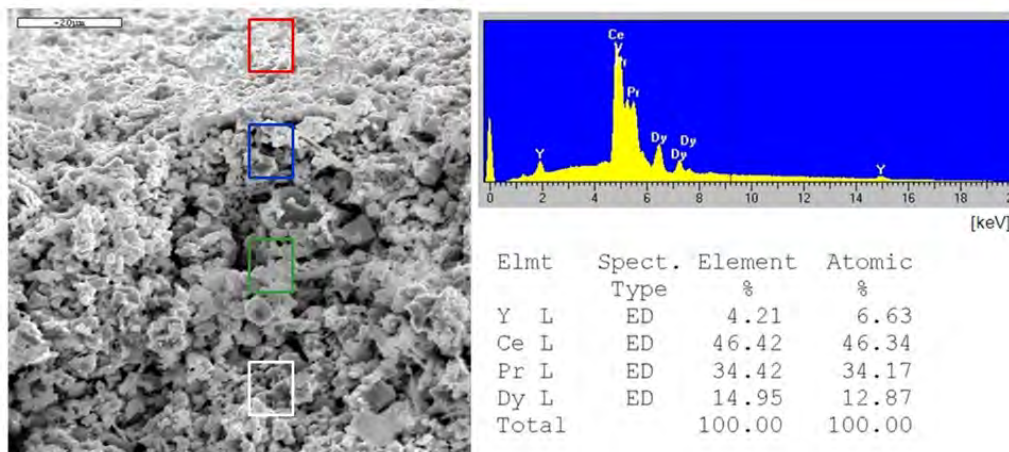 20µm
Ce
Y
Pr
Dy
Dy
Y
Dy
Y
0 2 4 6 8 10 12 14 16 18 2
[keV]
Elmt Spect. Element Atomic
Type % %
Y L ED 4.21 6.63
Ce L ED 46.42 46.34
Pr L ED 34.42 34.17
Dy L ED 14.95 12.87
Total 100.00 100.00